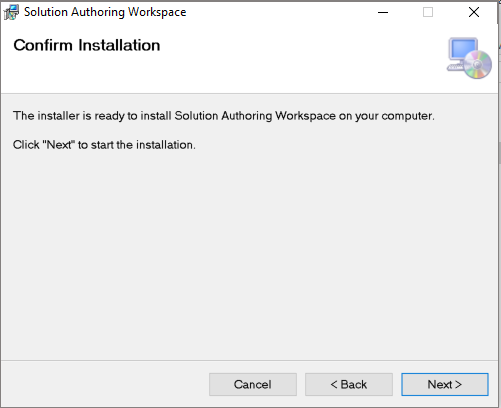 Solution Authoring Workspace
Confirm Installation
The installer is ready to install Solution Authoring Workspace on your computer.
Click "Next" to start the installation.
Cancel
< Back
Next >